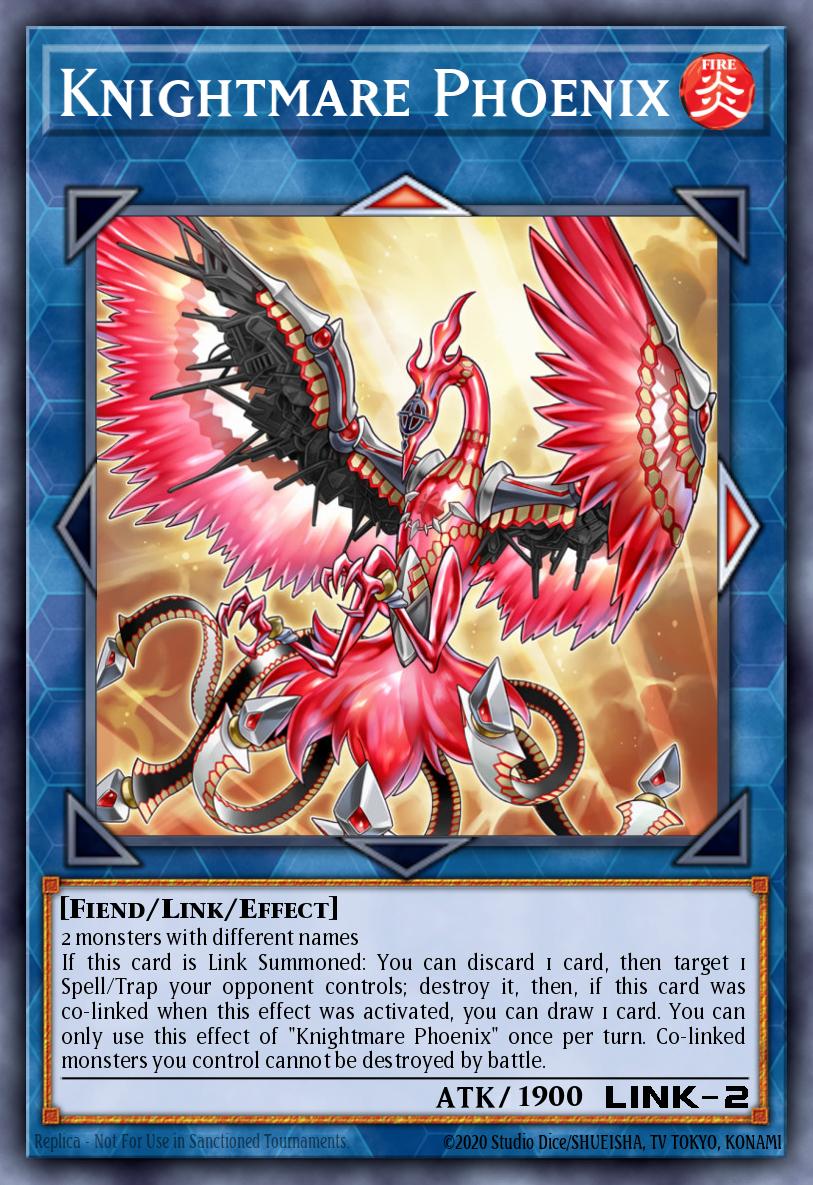 Knightmare Phoenix
FIRE
炎
[Fiend/Link/Effect]
2 monsters with different names
If this card is Link Summoned: You can discard 1 card, then target 1
Spell/Trap your opponent controls; destroy it, then, if this card was
co-linked when this effect was activated, you can draw 1 card. You can
only use this effect of "Knightmare Phoenix" once per turn. Co-linked
monsters you control cannot be destroyed by battle.
ATK/1900 LINK-2
Replica - Not For Use in Sanctioned Tournaments.
©2020 Studio Dice/SHUEISHA, TV TOKYO, KONAMI